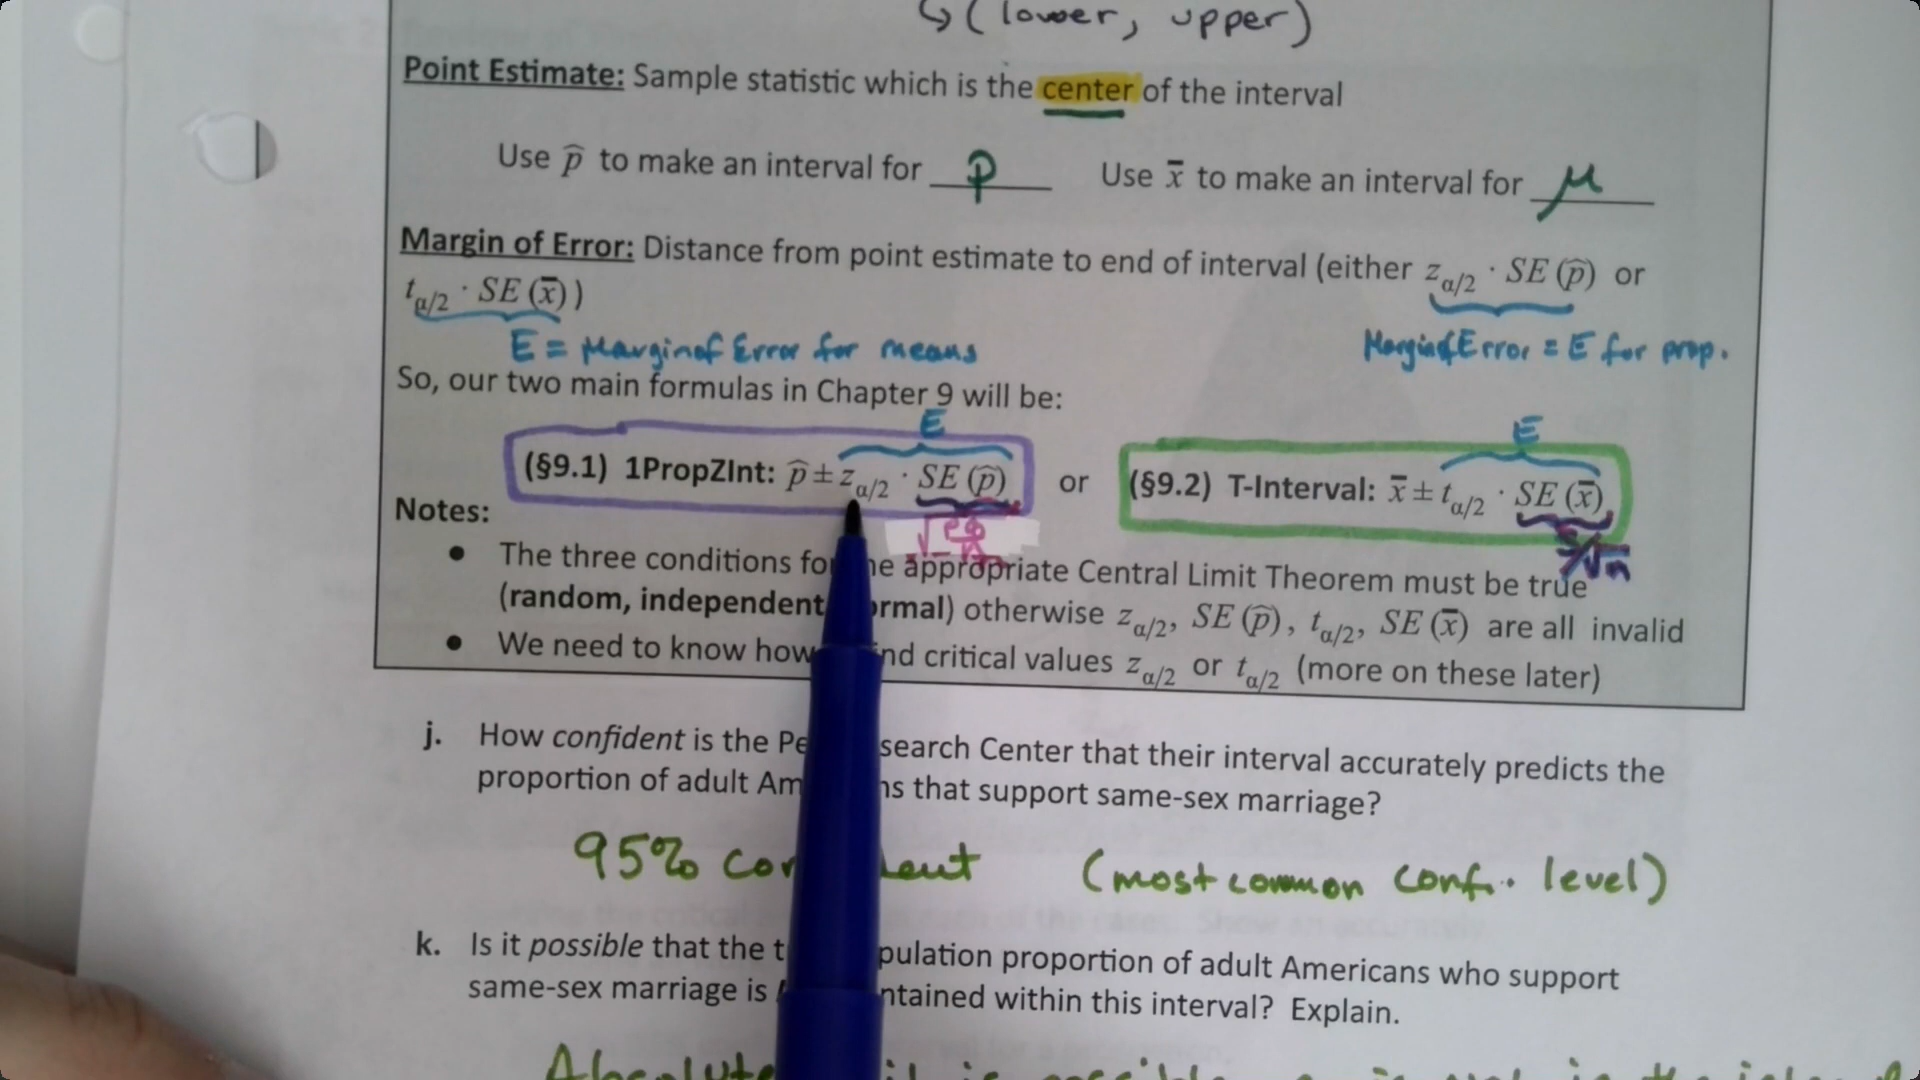 ↳ (lower, upper)
Point Estimate: Sample statistic which is the center of the interval
Use p̂ to make an interval for p Use x̄ to make an interval for μ
Margin of Error: Distance from point estimate to end of interval (either z_α/2 · SE(p̂) or
t_α/2 · SE(x̄))
E = Margin of Error for means Margin of Error = E for prop.
So, our two main formulas in Chapter 9 will be:
E E
(§9.1) 1PropZInt: p̂ ± z_α/2 · SE(p̂) or (§9.2) T-Interval: x̄ ± t_α/2 · SE(x̄)
s/√n
Notes:
• The three conditions fo he appropriate Central Limit Theorem must be true
(random, independent rmal) otherwise z_α/2, SE(p̂), t_α/2, SE(x̄) are all invalid
• We need to know how nd critical values z_α/2 or t_α/2 (more on these later)
j. How confident is the Pe search Center that their interval accurately predicts the
proportion of adult Am ns that support same-sex marriage?
95% con dent (most common conf. level)
k. Is it possible that the t pulation proportion of adult Americans who support
same-sex marriage is ntained within this interval? Explain.